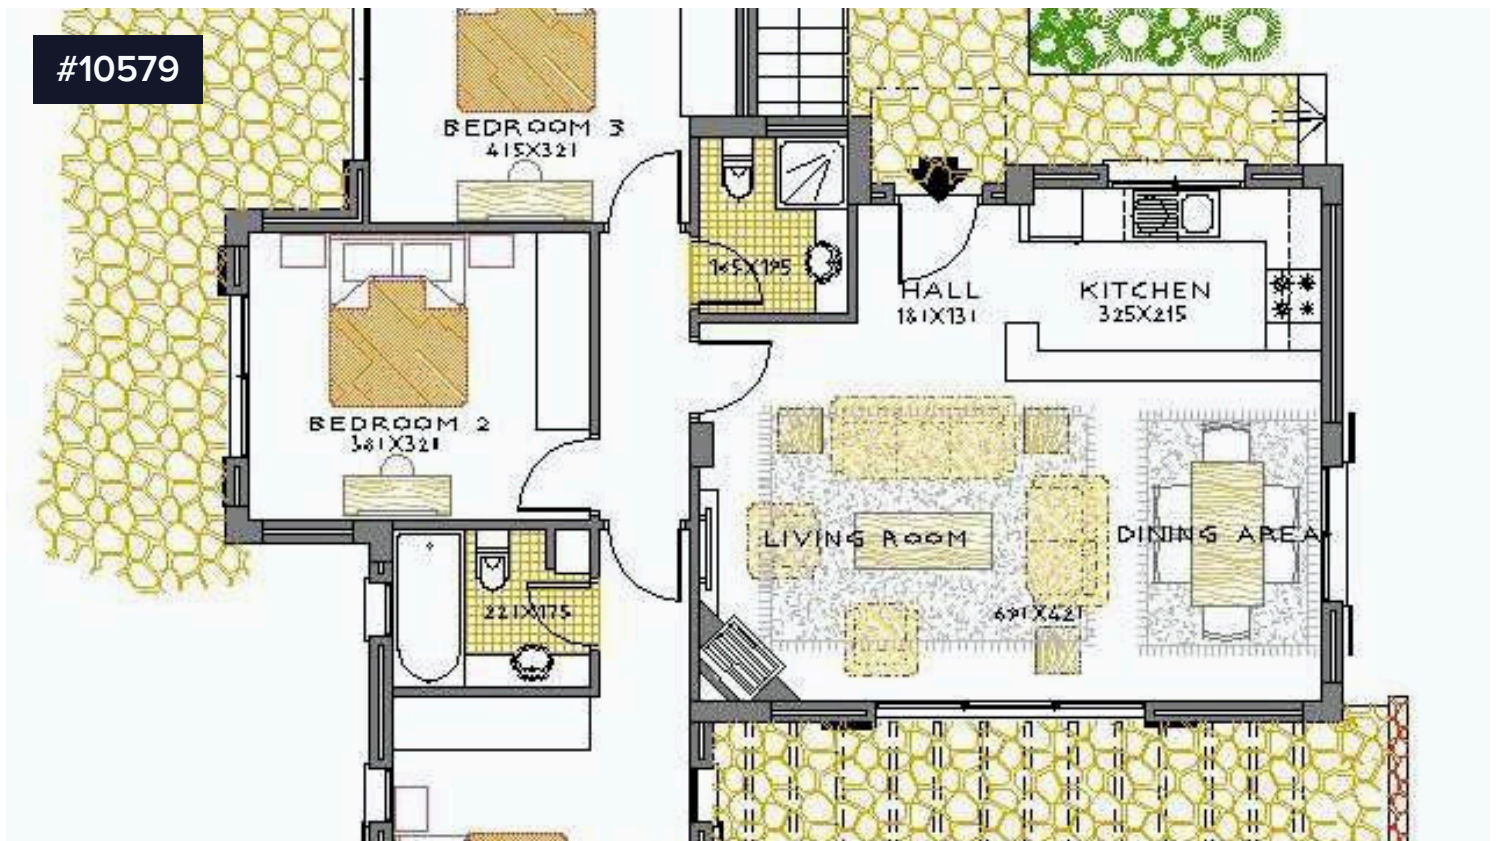 #10579
BEDROOM 3
415X321
165X195
HALL
181X131
KITCHEN
325X215
BEDROOM 2
381X321
LIVING ROOM
DINING AREA
691X421
221X175